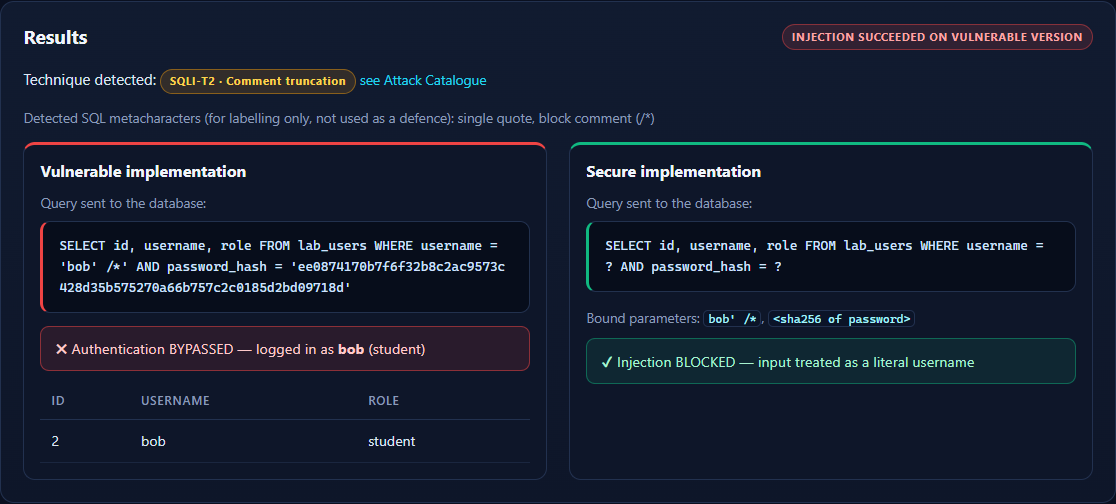 Results
INJECTION SUCCEEDED ON VULNERABLE VERSION
Technique detected: SQLI-T2 · Comment truncation see Attack Catalogue
Detected SQL metacharacters (for labelling only, not used as a defence): single quote, block comment (/*)
Vulnerable implementation
Query sent to the database:
SELECT id, username, role FROM lab_users WHERE username =
'bob' /*' AND password_hash = 'ee0874170b7f6f32b8c2ac9573c
428d35b575270a66b757c2c0185d2bd09718d'
✕ Authentication BYPASSED — logged in as bob (student)
ID USERNAME ROLE
2 bob student
Secure implementation
Query sent to the database:
SELECT id, username, role FROM lab_users WHERE username =
? AND password_hash = ?
Bound parameters: bob' /*, <sha256 of password>
✓ Injection BLOCKED — input treated as a literal username